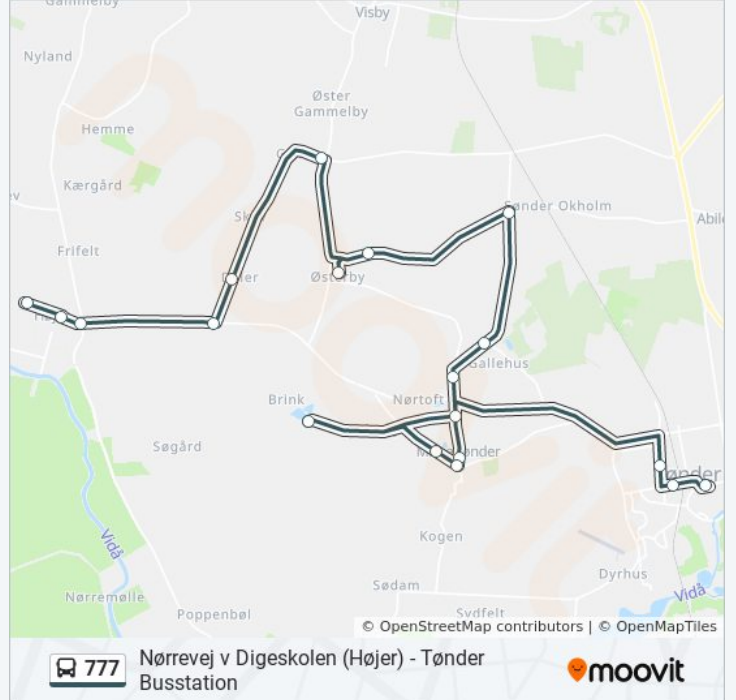 Gammelby
Visby
Nyland
Øster
Gammelby
Hemme
Kærgård
Sønder Okholm
Frifelt
Østerby
Gallehus
Brink
Nørtoft
Søgård
Tønder
Kogen
Vidå
Dyrhus
Sødam
Vidå
Nørremølle
Poppenbøl
Sydfelt
© OpenStreetMap contributors | © OpenMapTiles
777
Nørrevej v Digeskolen (Højer) - Tønder
Busstation
moovit